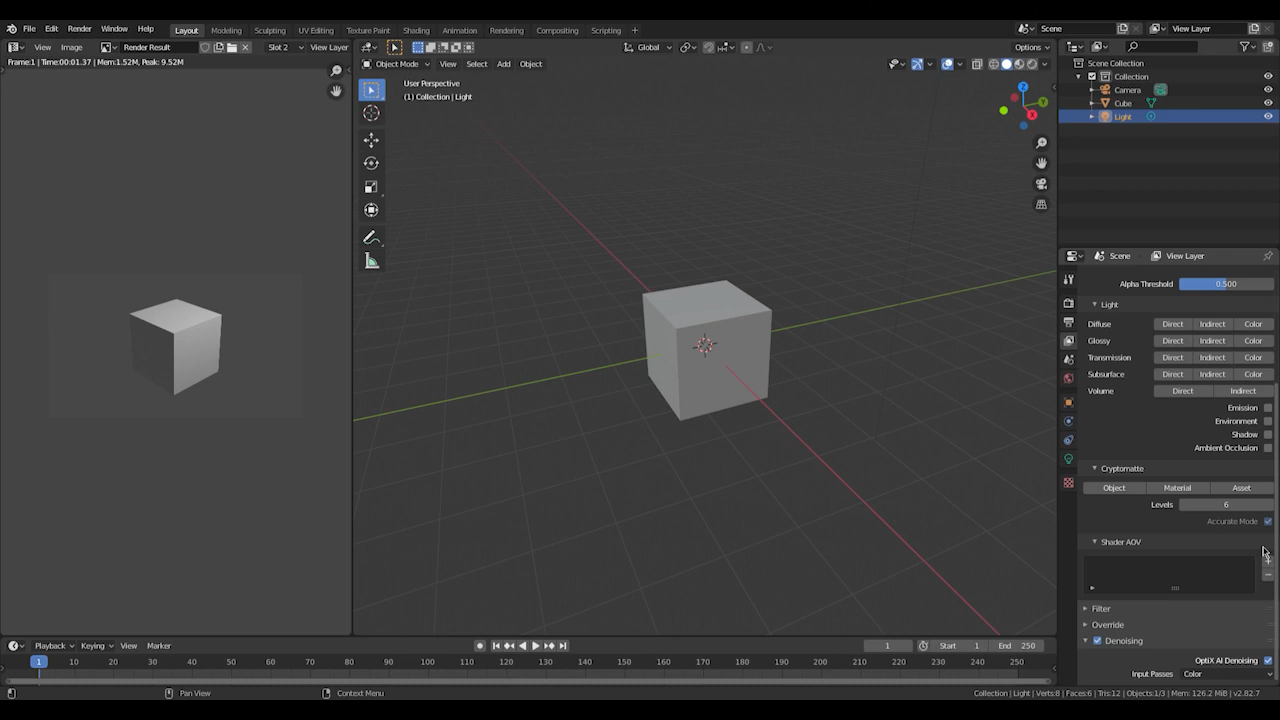 File Edit Render Window Help Layout Modeling Sculpting UV Editing Texture Paint Shading Animation Rendering Compositing Scripting + Scene View Layer
View Image Render Result Slot 2 View Layer Global Options
Frame:1 | Time:00:01.37 | Mem:1.52M, Peak: 9.52M
Object Mode View Select Add Object
User Perspective
(1) Collection | Light
Z
Y
X
Scene Collection
Collection
Camera
Cube
Light
Scene View Layer
Alpha Threshold 0.500
Light
Diffuse Direct Indirect Color
Glossy Direct Indirect Color
Transmission Direct Indirect Color
Subsurface Direct Indirect Color
Volume Direct Indirect
Emission
Environment
Shadow
Ambient Occlusion
Cryptomatte
Object Material Asset
Levels 6
Accurate Mode
Shader AOV
Filter
Override
Denoising
OptiX AI Denoising
Input Passes Color
Playback Keying View Marker 1 Start 1 End 250
1 10 20 30 40 50 60 70 80 90 100 110 120 130 140 150 160 170 180 190 200 210 220 230 240 250
Pan View Context Menu Collection | Light | Verts:8 | Faces:6 | Tris:12 | Objects:1/3 | Mem: 126.2 MiB | v2.82.7